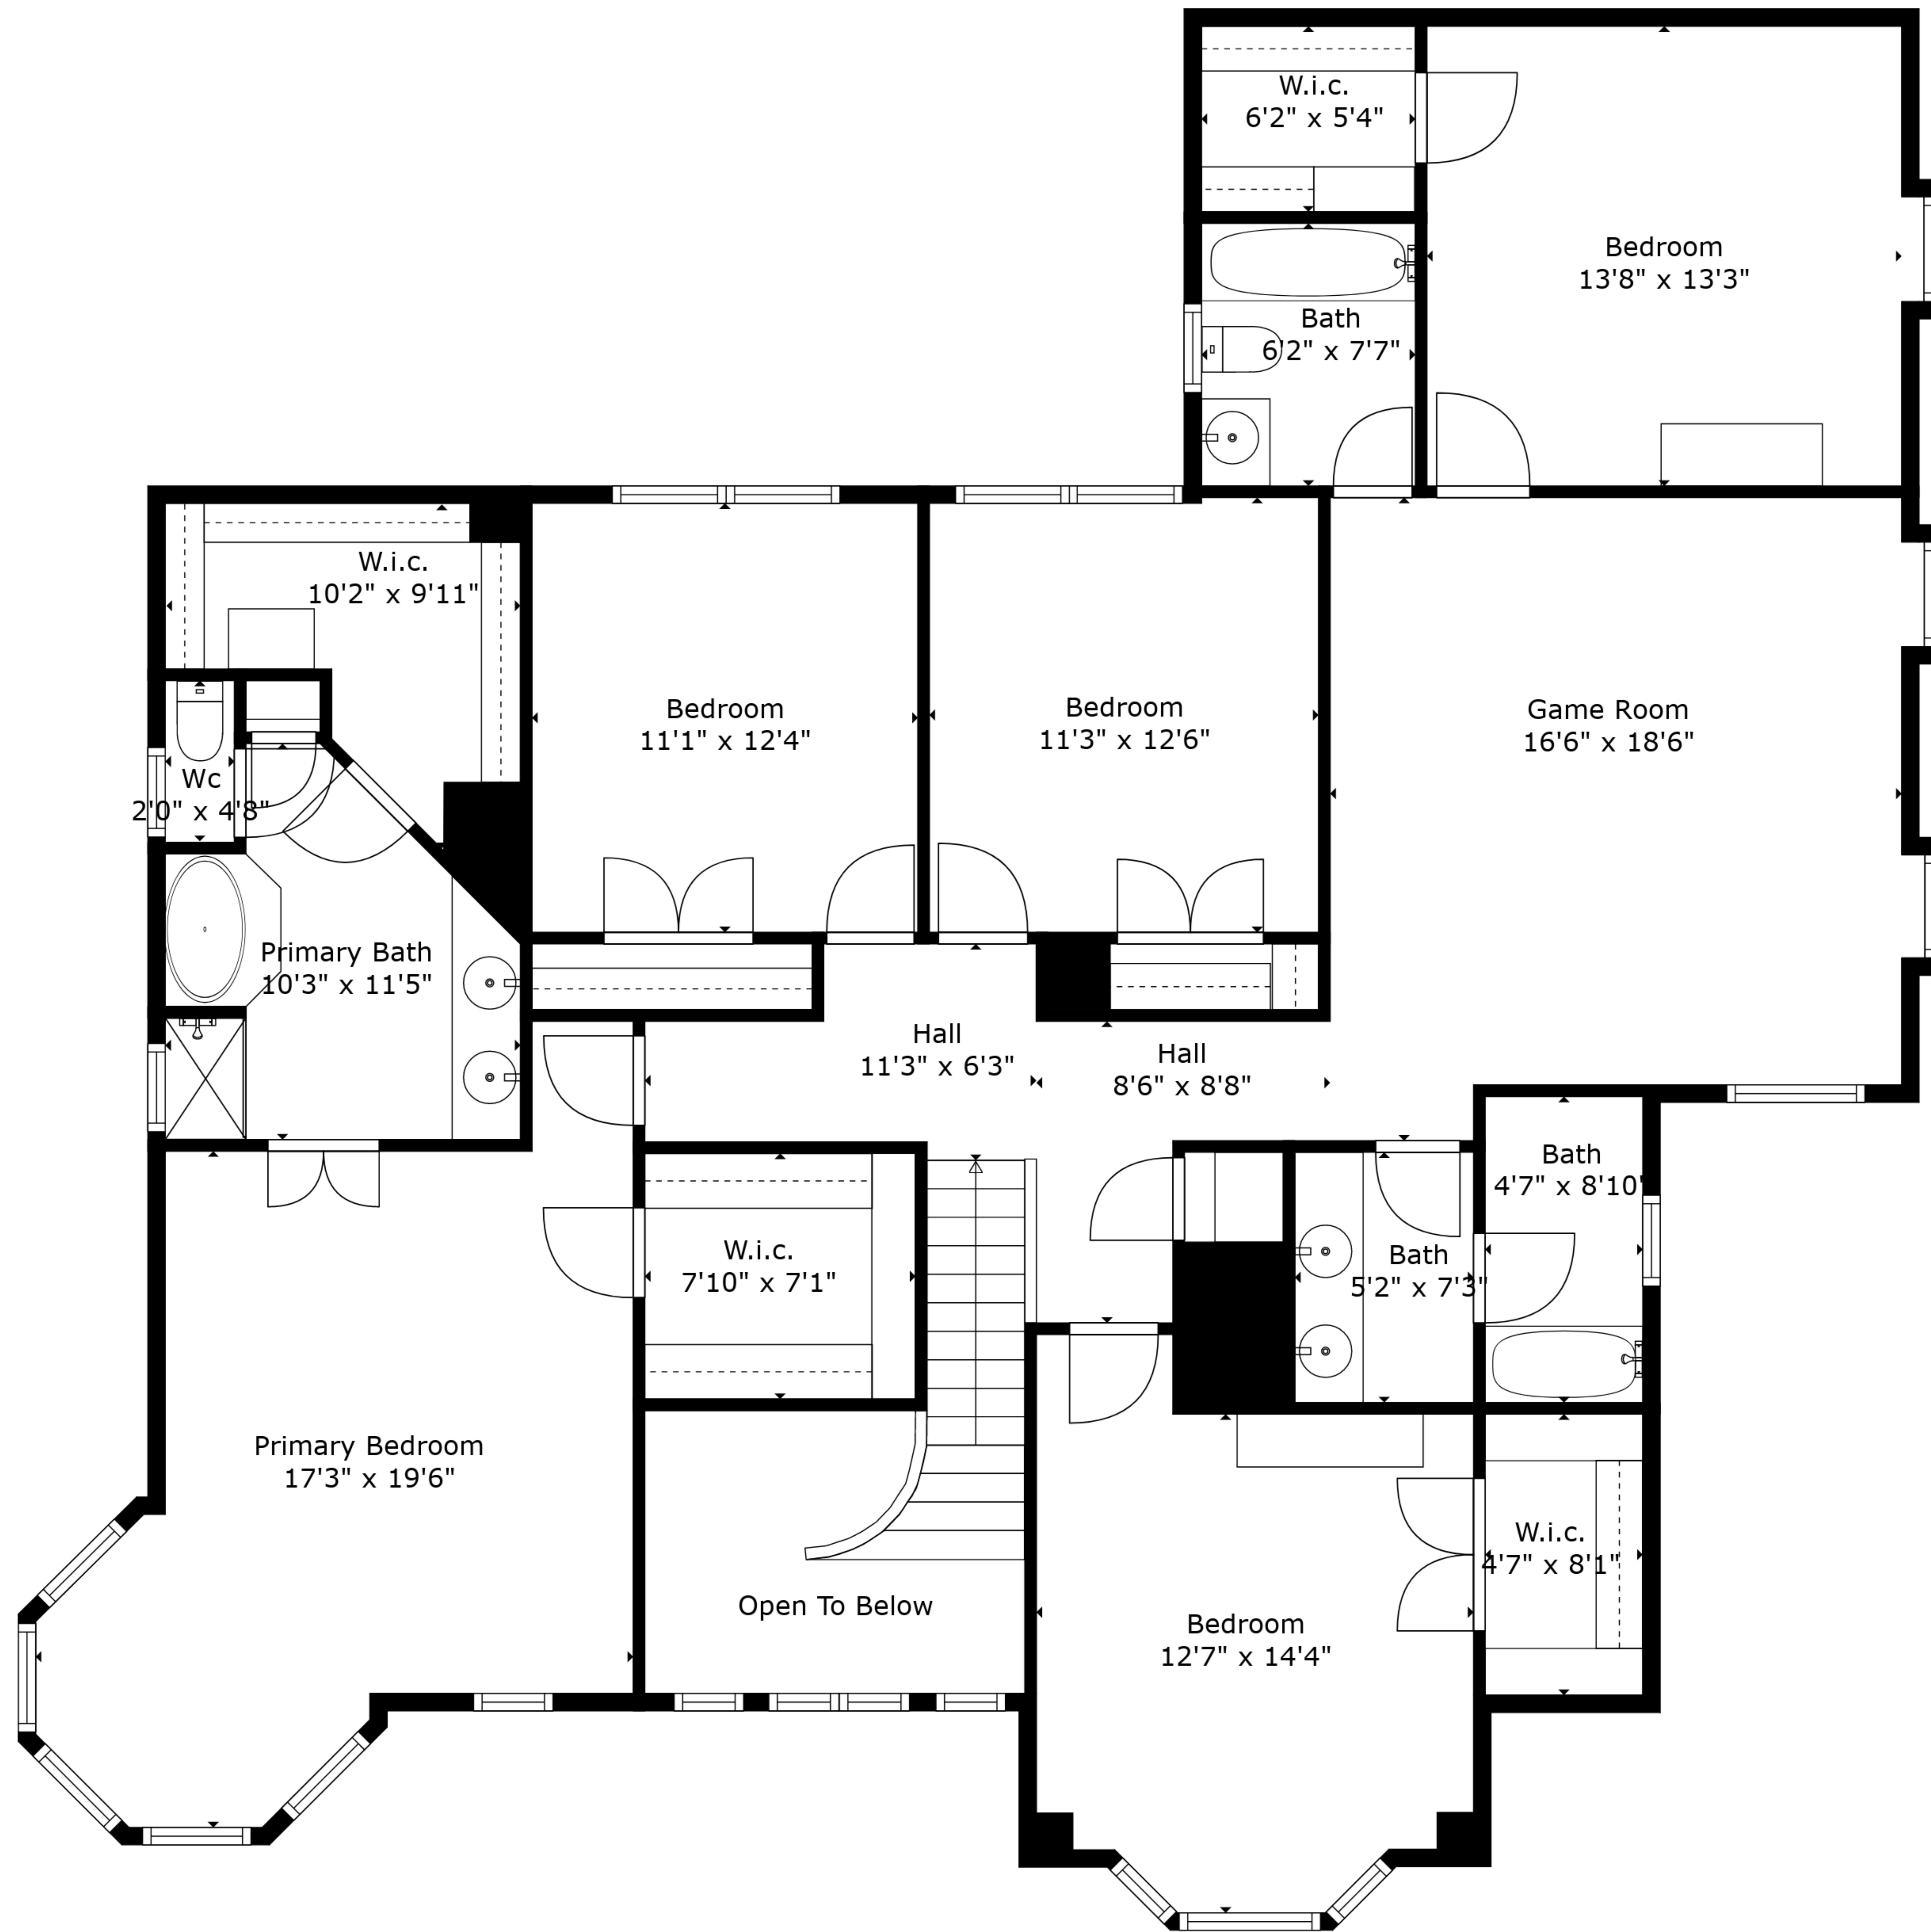 W.i.c.
6'2" x 5'4"
Bedroom
13'8" x 13'3"
Bath
6'2" x 7'7"
W.i.c.
10'2" x 9'11"
Bedroom
11'1" x 12'4"
Bedroom
11'3" x 12'6"
Game Room
16'6" x 18'6"
Wc
2'0" x 4'8"
Primary Bath
10'3" x 11'5"
Hall
11'3" x 6'3"
Hall
8'6" x 8'8"
Bath
4'7" x 8'10"
W.i.c.
7'10" x 7'1"
Bath
5'2" x 7'3"
Primary Bedroom
17'3" x 19'6"
W.i.c.
4'7" x 8'1"
Open To Below
Bedroom
12'7" x 14'4"